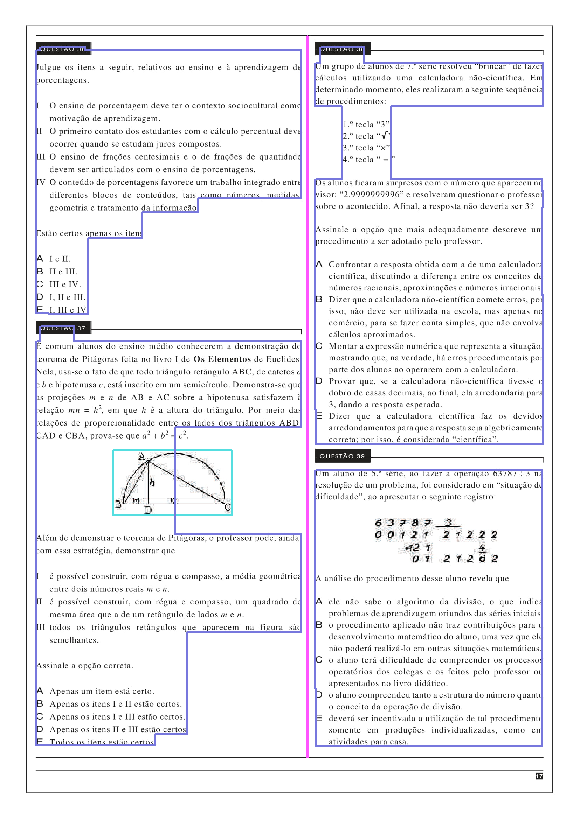 QUESTÃO 36
Julgue os itens a seguir, relativos ao ensino e à aprendizagem de
porcentagens.
I O ensino de porcentagem deve ter o contexto sociocultural como
motivação de aprendizagem.
II O primeiro contato dos estudantes com o cálculo percentual deve
ocorrer quando se estudam juros compostos.
III O ensino de frações centesimais e o de frações de quantidade
devem ser articulados com o ensino de porcentagens.
IV O conteúdo de porcentagens favorece um trabalho integrado entre
diferentes blocos de conteúdos, tais como números, medidas,
geometria e tratamento da informação.
Estão certos apenas os itens
A I e II.
B II e III.
C III e IV.
D I, II e III.
E I, III e IV.
QUESTÃO 37
É comum alunos do ensino médio conhecerem a demonstração do
teorema de Pitágoras feita no livro I de Os Elementos de Euclides.
Nela, usa-se o fato de que todo triângulo retângulo ABC, de catetos a
e b e hipotenusa c, está inscrito em um semicírculo. Demonstra-se que
as projeções m e n de AB e AC sobre a hipotenusa satisfazem à
relação mn = k², em que k é a altura do triângulo. Por meio das
relações de proporcionalidade entre os lados dos triângulos ABD,
CAD e CBA, prova-se que a² + b² = c².
A
h
B m n C
D
Além de demonstrar o teorema de Pitágoras, o professor pode, ainda,
com essa estratégia, demonstrar que
I é possível construir, com régua e compasso, a média geométrica
entre dois números reais m e n.
II é possível construir, com régua e compasso, um quadrado de
mesma área que a de um retângulo de lados m e n.
III todos os triângulos retângulos que aparecem na figura são
semelhantes.
Assinale a opção correta.
A Apenas um item está certo.
B Apenas os itens I e II estão certos.
C Apenas os itens I e III estão certos.
D Apenas os itens II e III estão certos.
E Todos os itens estão certos.
QUESTÃO 38
Um grupo de alunos de 7.ª série resolveu “brincar” de fazer
cálculos utilizando uma calculadora não-científica. Em
determinado momento, eles realizaram a seguinte seqüência
de procedimentos:
1.º tecla “3”
2.º tecla “√”
3.º tecla “×”
4.º tecla “ = ”
Os alunos ficaram surpresos com o número que apareceu no
visor: “2.9999999996” e resolveram questionar o professor
sobre o acontecido. Afinal, a resposta não deveria ser 3?
Assinale a opção que mais adequadamente descreve um
procedimento a ser adotado pelo professor.
A Confrontar a resposta obtida com a de uma calculadora
científica, discutindo a diferença entre os conceitos de
números racionais, aproximações e números irracionais.
B Dizer que a calculadora não-científica comete erros, por
isso, não deve ser utilizada na escola, mas apenas no
comércio, para se fazer conta simples, que não envolva
cálculos aproximados.
C Montar a expressão numérica que representa a situação,
mostrando que, na verdade, há erros procedimentais por
parte dos alunos ao operarem com a calculadora.
D Provar que, se a calculadora não-científica tivesse o
dobro de casas decimais, ao final, ela arredondaria para
3, dando a resposta esperada.
E Dizer que a calculadora científica faz os devidos
arredondamentos para que a resposta seja algebricamente
correta; por isso, é considerada “científica”.
QUESTÃO 39
Um aluno de 5.ª série, ao fazer a operação 63787 : 3 na
resolução de um problema, foi considerado em “situação de
dificuldade”, ao apresentar o seguinte registro
6 3 7 8 7 3
0 0 1 2 1 2 1 2 2 2
-12 1 4
0 1 2 1 2 6 2
A análise do procedimento desse aluno revela que
A ele não sabe o algoritmo da divisão, o que indica
problemas de aprendizagem oriundos das séries iniciais.
B o procedimento aplicado não traz contribuições para o
desenvolvimento matemático do aluno, uma vez que ele
não poderá realizá-lo em outras situações matemáticas.
C o aluno terá dificuldade de compreender os processos
operatórios dos colegas e os feitos pelo professor ou
apresentados no livro didático.
D o aluno compreendeu tanto a estrutura do número quanto
o conceito da operação de divisão.
E deverá ser incentivada a utilização de tal procedimento
somente em produções individualizadas, como em
atividades para casa.